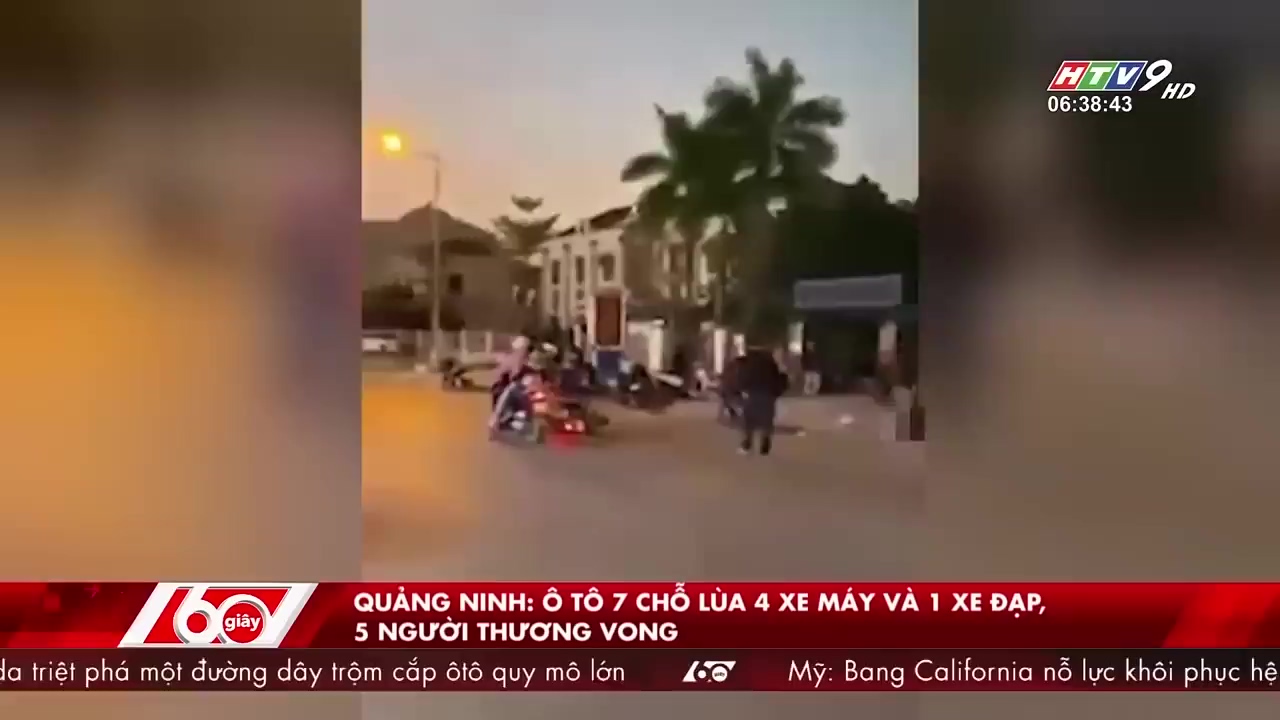 HTV9 HD
06:38:43
60 giây
QUẢNG NINH: Ô TÔ 7 CHỖ LÙA 4 XE MÁY VÀ 1 XE ĐẠP,
5 NGƯỜI THƯƠNG VONG
da triệt phá một đường dây trộm cắp ôtô quy mô lớn
60 giây
Mỹ: Bang California nỗ lực khôi phục hệ